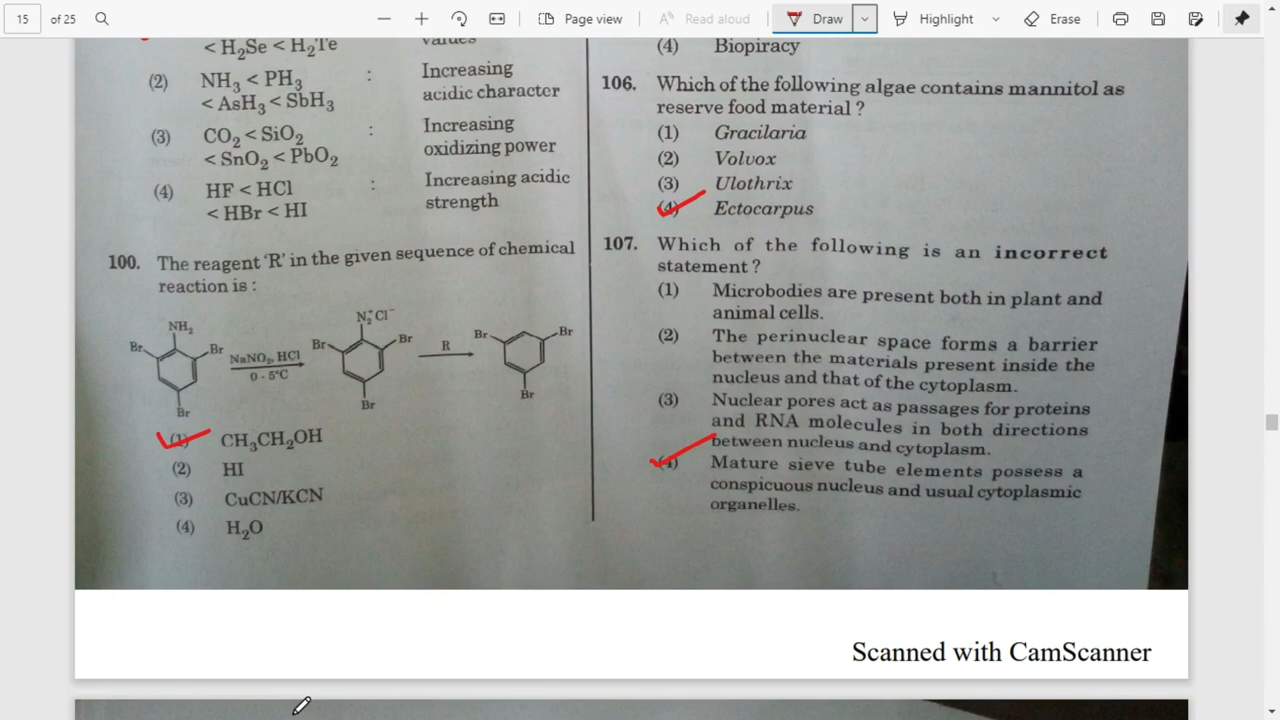 15 of 25 Page view Read aloud Draw Highlight Erase
< H₂Se < H₂Te values
(2) NH₃ < PH₃ : Increasing
< AsH₃ < SbH₃ acidic character
(3) CO₂ < SiO₂ : Increasing
< SnO₂ < PbO₂ oxidizing power
(4) HF < HCl : Increasing acidic
< HBr < HI strength
100. The reagent 'R' in the given sequence of chemical
reaction is :
NH₂
Br Br
Br
NaNO₂, HCl
0 - 5°C
N₂⁺Cl⁻
Br Br
Br
R
Br Br
Br
(1) CH₃CH₂OH
(2) HI
(3) CuCN/KCN
(4) H₂O
(4) Biopiracy
106. Which of the following algae contains mannitol as
reserve food material ?
(1) Gracilaria
(2) Volvox
(3) Ulothrix
(4) Ectocarpus
107. Which of the following is an incorrect
statement ?
(1) Microbodies are present both in plant and
animal cells.
(2) The perinuclear space forms a barrier
between the materials present inside the
nucleus and that of the cytoplasm.
(3) Nuclear pores act as passages for proteins
and RNA molecules in both directions
between nucleus and cytoplasm.
(4) Mature sieve tube elements possess a
conspicuous nucleus and usual cytoplasmic
organelles.
Scanned with CamScanner